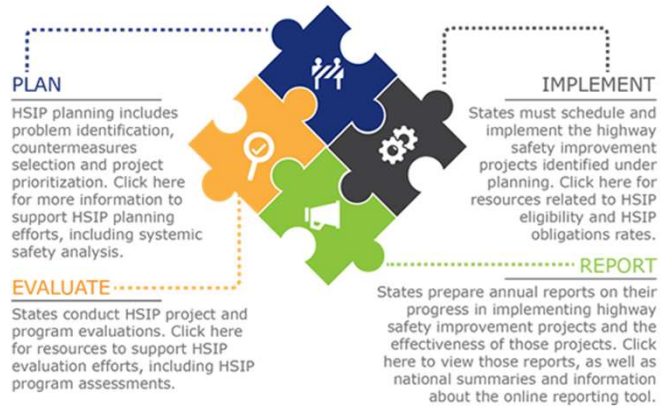 PLAN
HSIP planning includes
problem identification,
countermeasures
selection and project
prioritization. Click here
for more information to
support HSIP planning
efforts, including systemic
safety analysis.
IMPLEMENT
States must schedule and
implement the highway
safety improvement
projects identified under
planning. Click here for
resources related to HSIP
eligibility and HSIP
obligations rates.
EVALUATE
States conduct HSIP project and
program evaluations. Click here
for resources to support HSIP
evaluation efforts, including HSIP
program assessments.
REPORT
States prepare annual reports on their
progress in implementing highway
safety improvement projects and the
effectiveness of those projects. Click
here to view those reports, as well as
national summaries and information
about the online reporting tool.